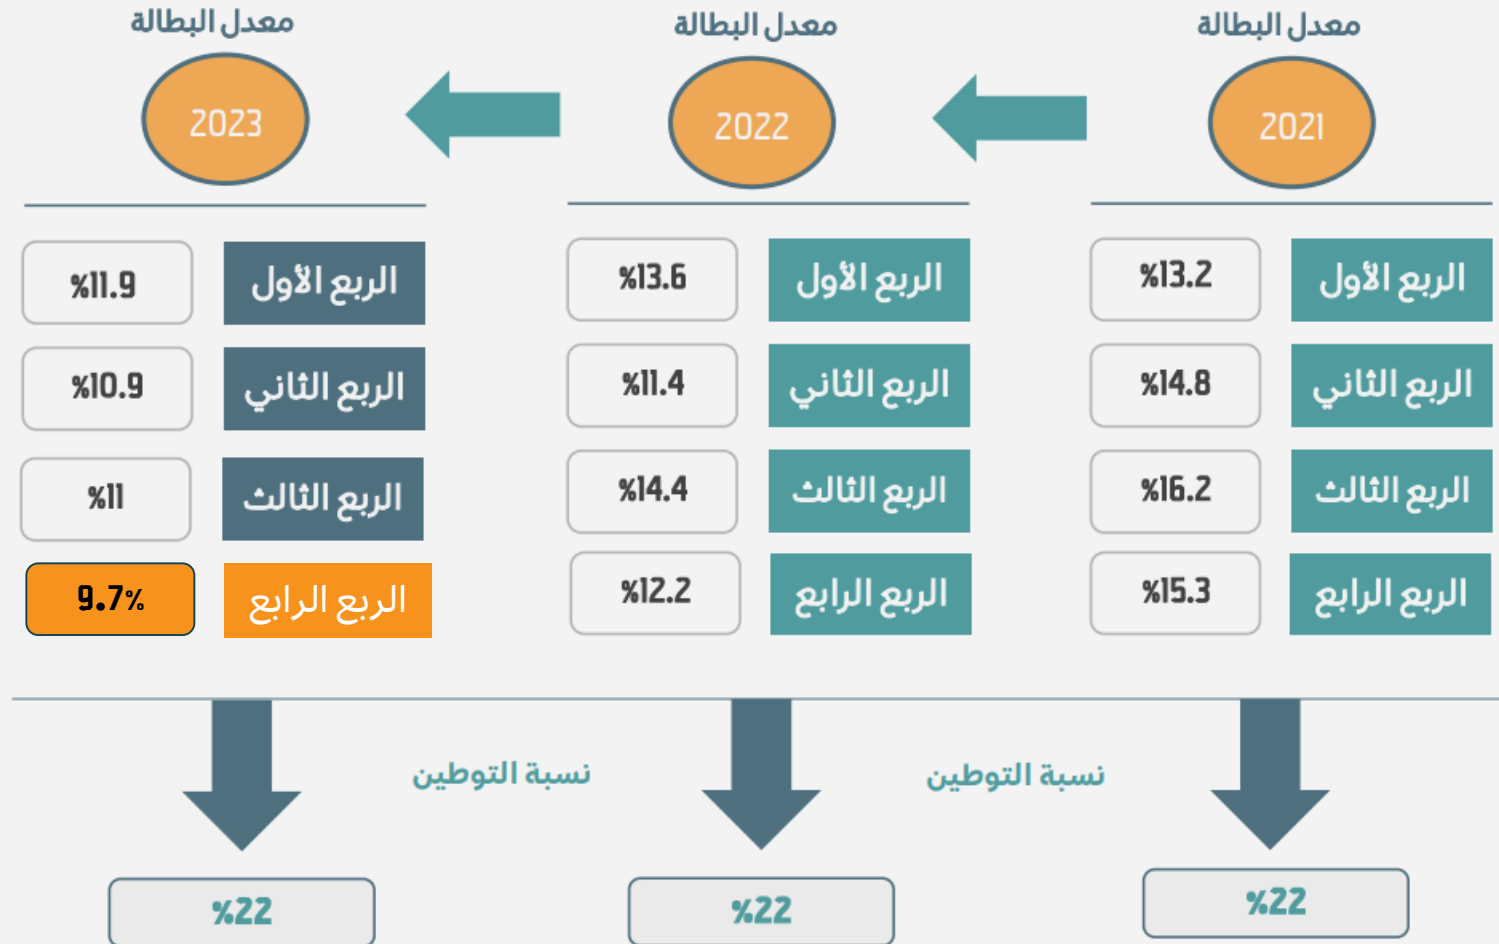 معدل البطالة
2021
الربع الأول %13.2
الربع الثاني %14.8
الربع الثالث %16.2
الربع الرابع %15.3
معدل البطالة
2022
الربع الأول %13.6
الربع الثاني %11.4
الربع الثالث %14.4
الربع الرابع %12.2
معدل البطالة
2023
الربع الأول %11.9
الربع الثاني %10.9
الربع الثالث %11
الربع الرابع 9.7%
نسبة التوطين
نسبة التوطين
%22
%22
%22